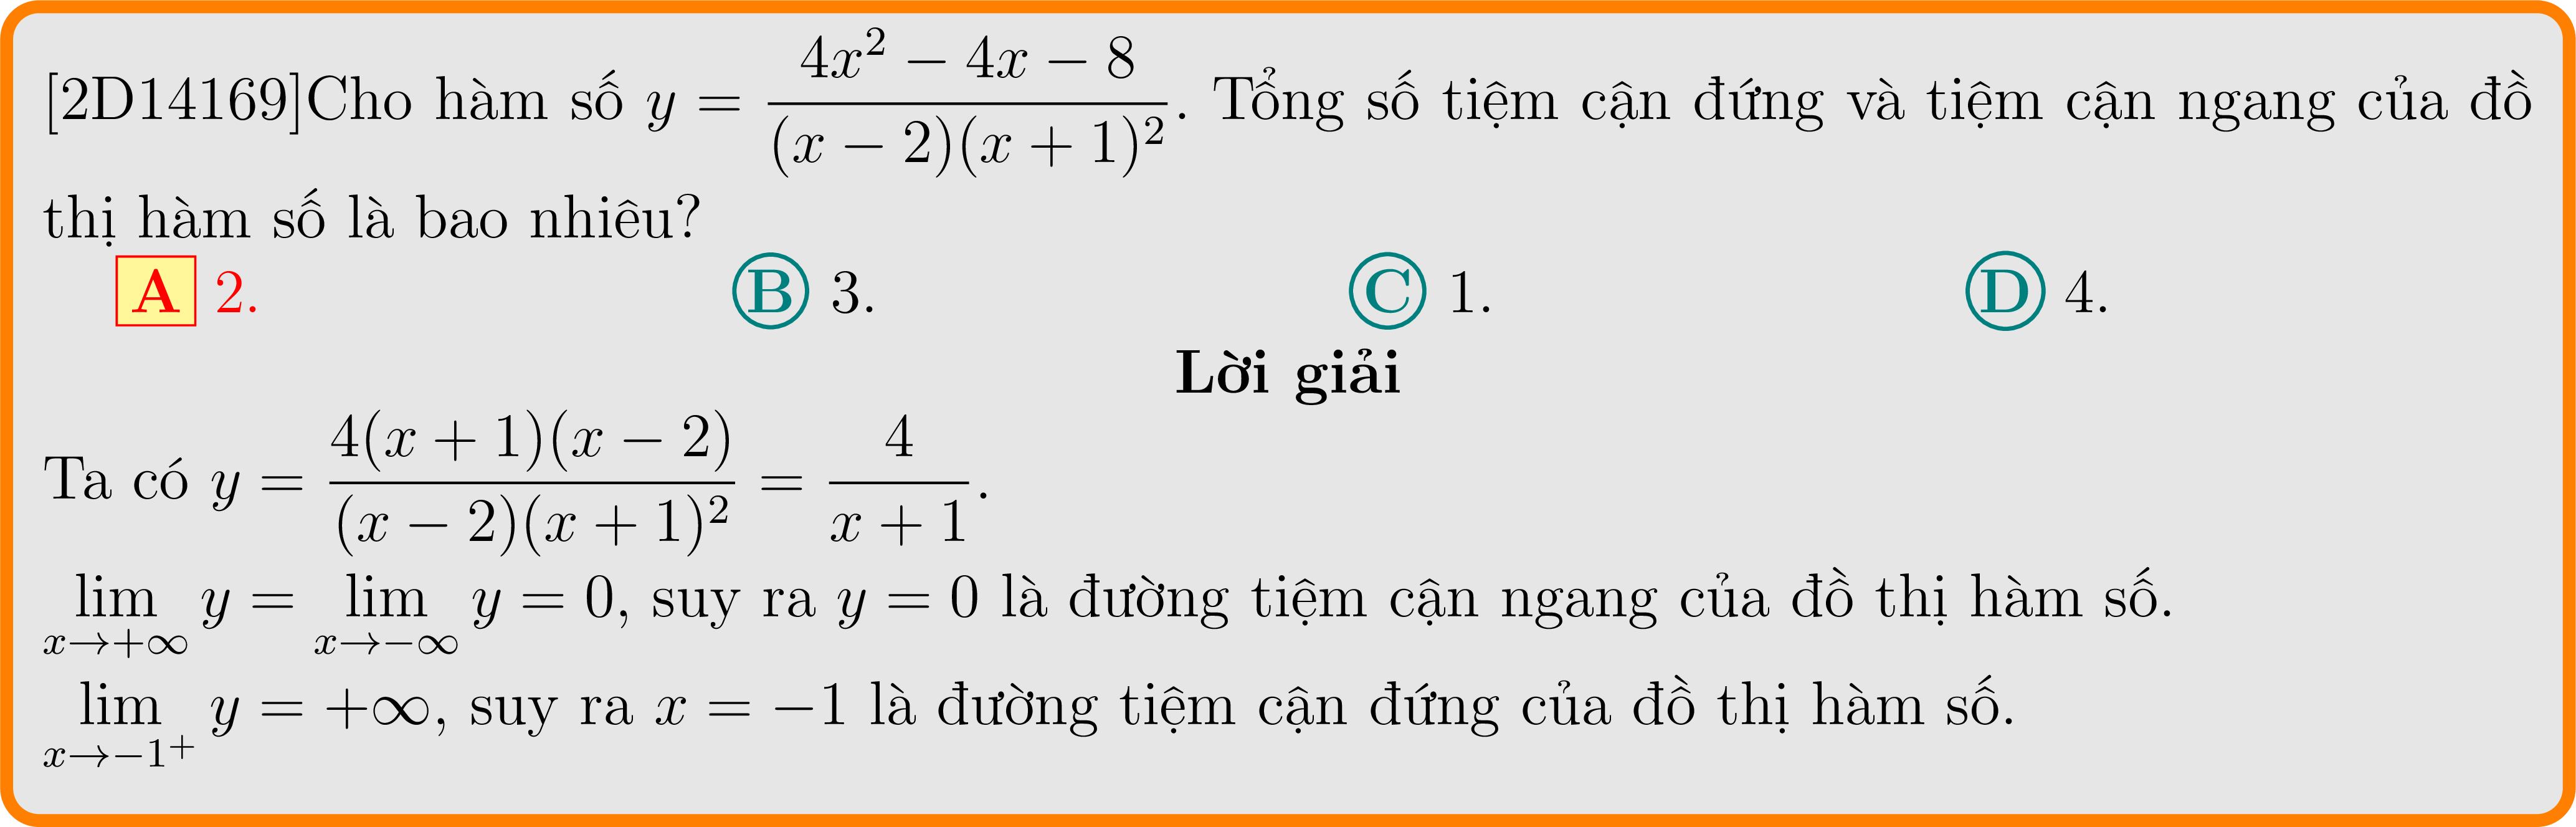 [2D14169]Cho hàm số $y = \dfrac{4x^2 - 4x - 8}{(x - 2)(x + 1)^2}$. Tổng số tiệm cận đứng và tiệm cận ngang của đồ
thị hàm số là bao nhiêu?
A 2. B 3. C 1. D 4.
Lời giải
Ta có $y = \dfrac{4(x + 1)(x - 2)}{(x - 2)(x + 1)^2} = \dfrac{4}{x + 1}$.
$\lim\limits_{x \to +\infty} y = \lim\limits_{x \to -\infty} y = 0$, suy ra $y = 0$ là đường tiệm cận ngang của đồ thị hàm số.
$\lim\limits_{x \to -1^+} y = +\infty$, suy ra $x = -1$ là đường tiệm cận đứng của đồ thị hàm số.